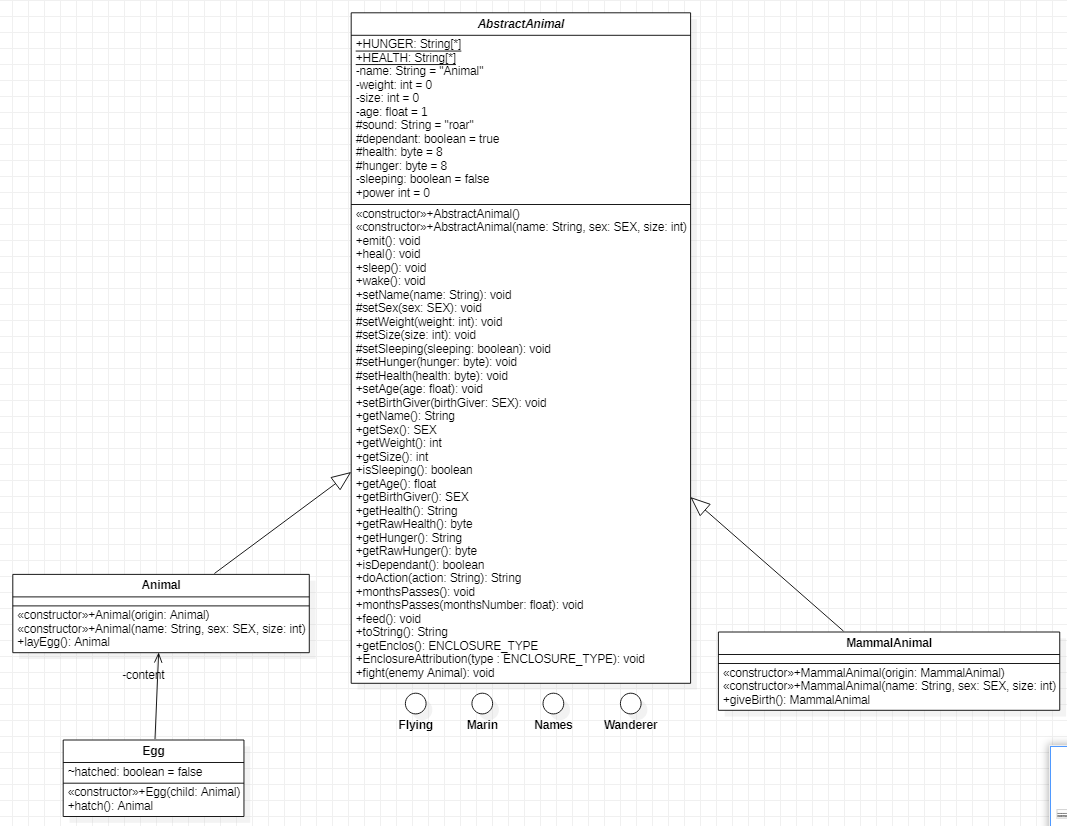 AbstractAnimal
+HUNGER: String[*]
+HEALTH: String[*]
-name: String = "Animal"
-weight: int = 0
-size: int = 0
-age: float = 1
#sound: String = "roar"
#dependant: boolean = true
#health: byte = 8
#hunger: byte = 8
-sleeping: boolean = false
+power int = 0
«constructor»+AbstractAnimal()
«constructor»+AbstractAnimal(name: String, sex: SEX, size: int)
+emit(): void
+heal(): void
+sleep(): void
+wake(): void
+setName(name: String): void
#setSex(sex: SEX): void
#setWeight(weight: int): void
#setSize(size: int): void
#setSleeping(sleeping: boolean): void
#setHunger(hunger: byte): void
#setHealth(health: byte): void
+setAge(age: float): void
+setBirthGiver(birthGiver: SEX): void
+getName(): String
+getSex(): SEX
+getWeight(): int
+getSize(): int
+isSleeping(): boolean
+getAge(): float
+getBirthGiver(): SEX
+getHealth(): String
+getRawHealth(): byte
+getHunger(): String
+getRawHunger(): byte
+isDependant(): boolean
+doAction(action: String): String
+monthsPasses(): void
+monthsPasses(monthsNumber: float): void
+feed(): void
+toString(): String
+getEnclos(): ENCLOSURE_TYPE
+EnclosureAttribution(type : ENCLOSURE_TYPE): void
+fight(enemy Animal): void
Animal
«constructor»+Animal(origin: Animal)
«constructor»+Animal(name: String, sex: SEX, size: int)
+layEgg(): Animal
-content
Egg
~hatched: boolean = false
«constructor»+Egg(child: Animal)
+hatch(): Animal
Flying Marin Names Wanderer
MammalAnimal
«constructor»+MammalAnimal(origin: MammalAnimal)
«constructor»+MammalAnimal(name: String, sex: SEX, size: int)
+giveBirth(): MammalAnimal